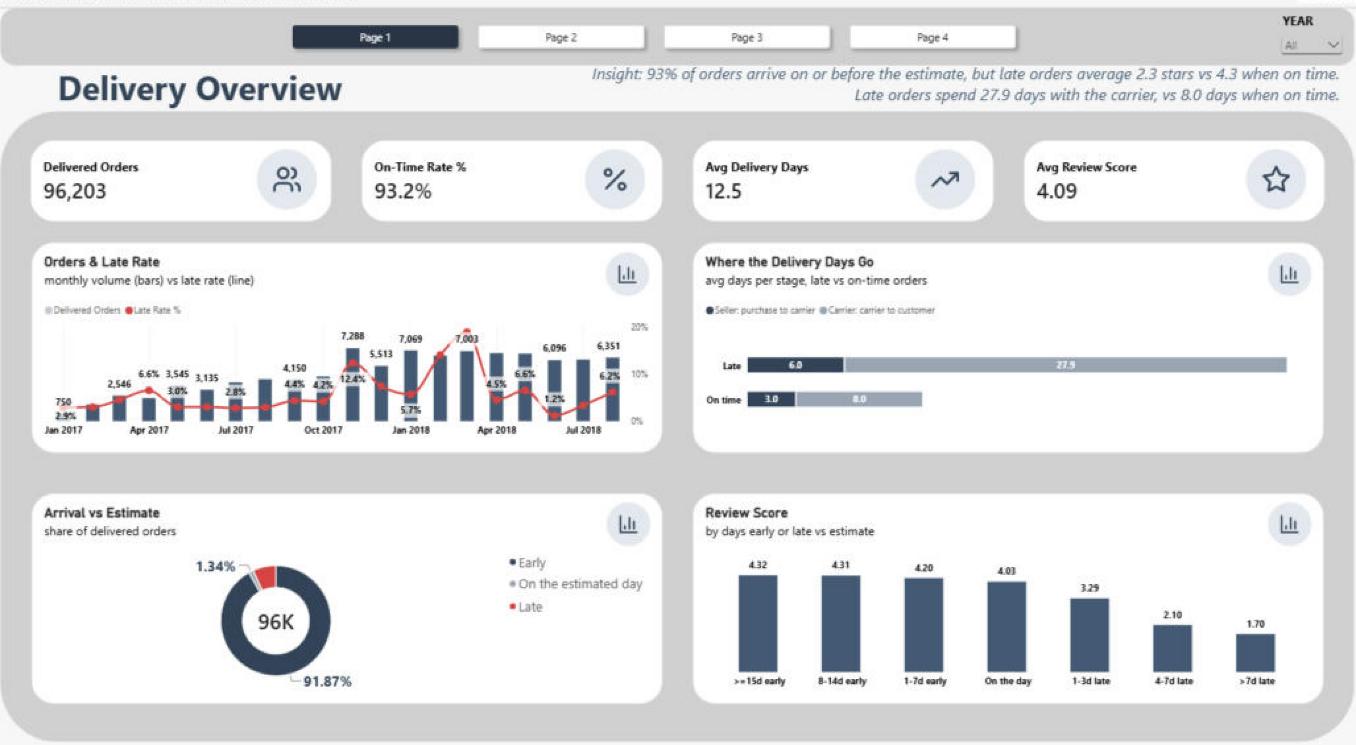 Page 1
Page 2
Page 3
Page 4
YEAR
All
Delivery Overview
Insight: 93% of orders arrive on or before the estimate, but late orders average 2.3 stars vs 4.3 when on time.
Late orders spend 27.9 days with the carrier, vs 8.0 days when on time.
Delivered Orders
96,203
On-Time Rate %
93.2%
Avg Delivery Days
12.5
Avg Review Score
4.09
Orders & Late Rate
monthly volume (bars) vs late rate (line)
Delivered Orders Late Rate %
20%
10%
0%
7,288
7,069
7,003
5,513
6,096
6,351
4,150
2,546
6.6%
3,545
3,135
750
2.9%
3.0%
2.8%
4.4%
4.2%
12.4%
5.7%
4.5%
6.6%
1.2%
6.2%
Jan 2017
Apr 2017
Jul 2017
Oct 2017
Jan 2018
Apr 2018
Jul 2018
Where the Delivery Days Go
avg days per stage, late vs on-time orders
Seller: purchase to carrier Carrier: carrier to customer
Late 6.0 27.9
On time 3.0 8.0
Arrival vs Estimate
share of delivered orders
1.34%
96K
91.87%
Early
On the estimated day
Late
Review Score
by days early or late vs estimate
4.32
4.31
4.20
4.03
3.29
2.10
1.70
>=15d early
8-14d early
1-7d early
On the day
1-3d late
4-7d late
>7d late